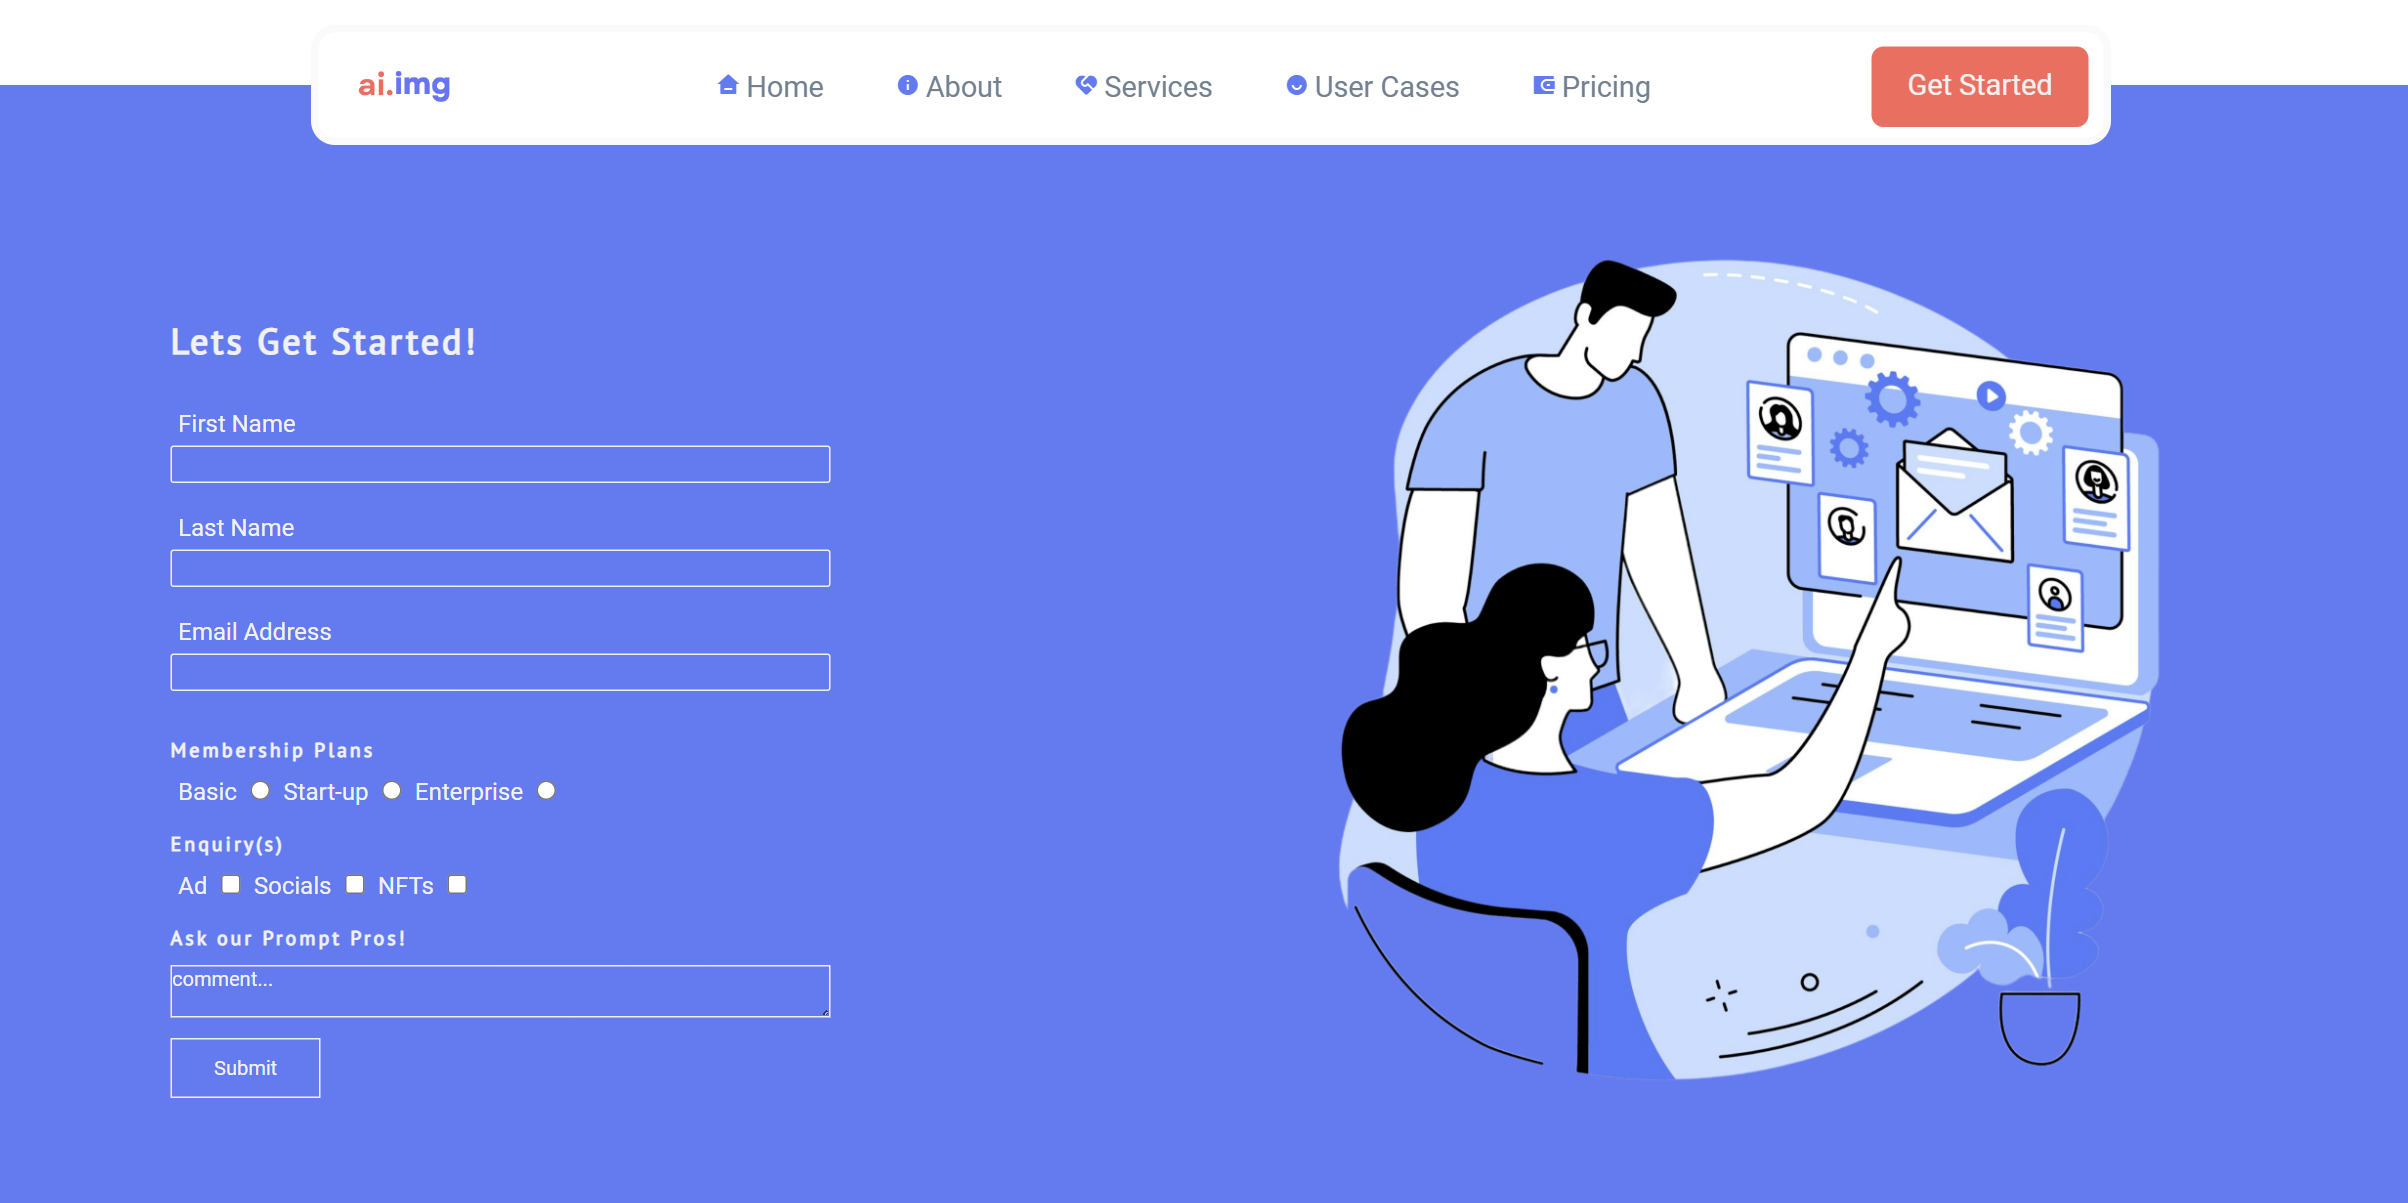 ai.img
Home About Services User Cases Pricing Get Started
Lets Get Started!
First Name
Last Name
Email Address
Membership Plans
Basic Start-up Enterprise
Enquiry(s)
Ad Socials NFTs
Ask our Prompt Pros!
comment...
Submit